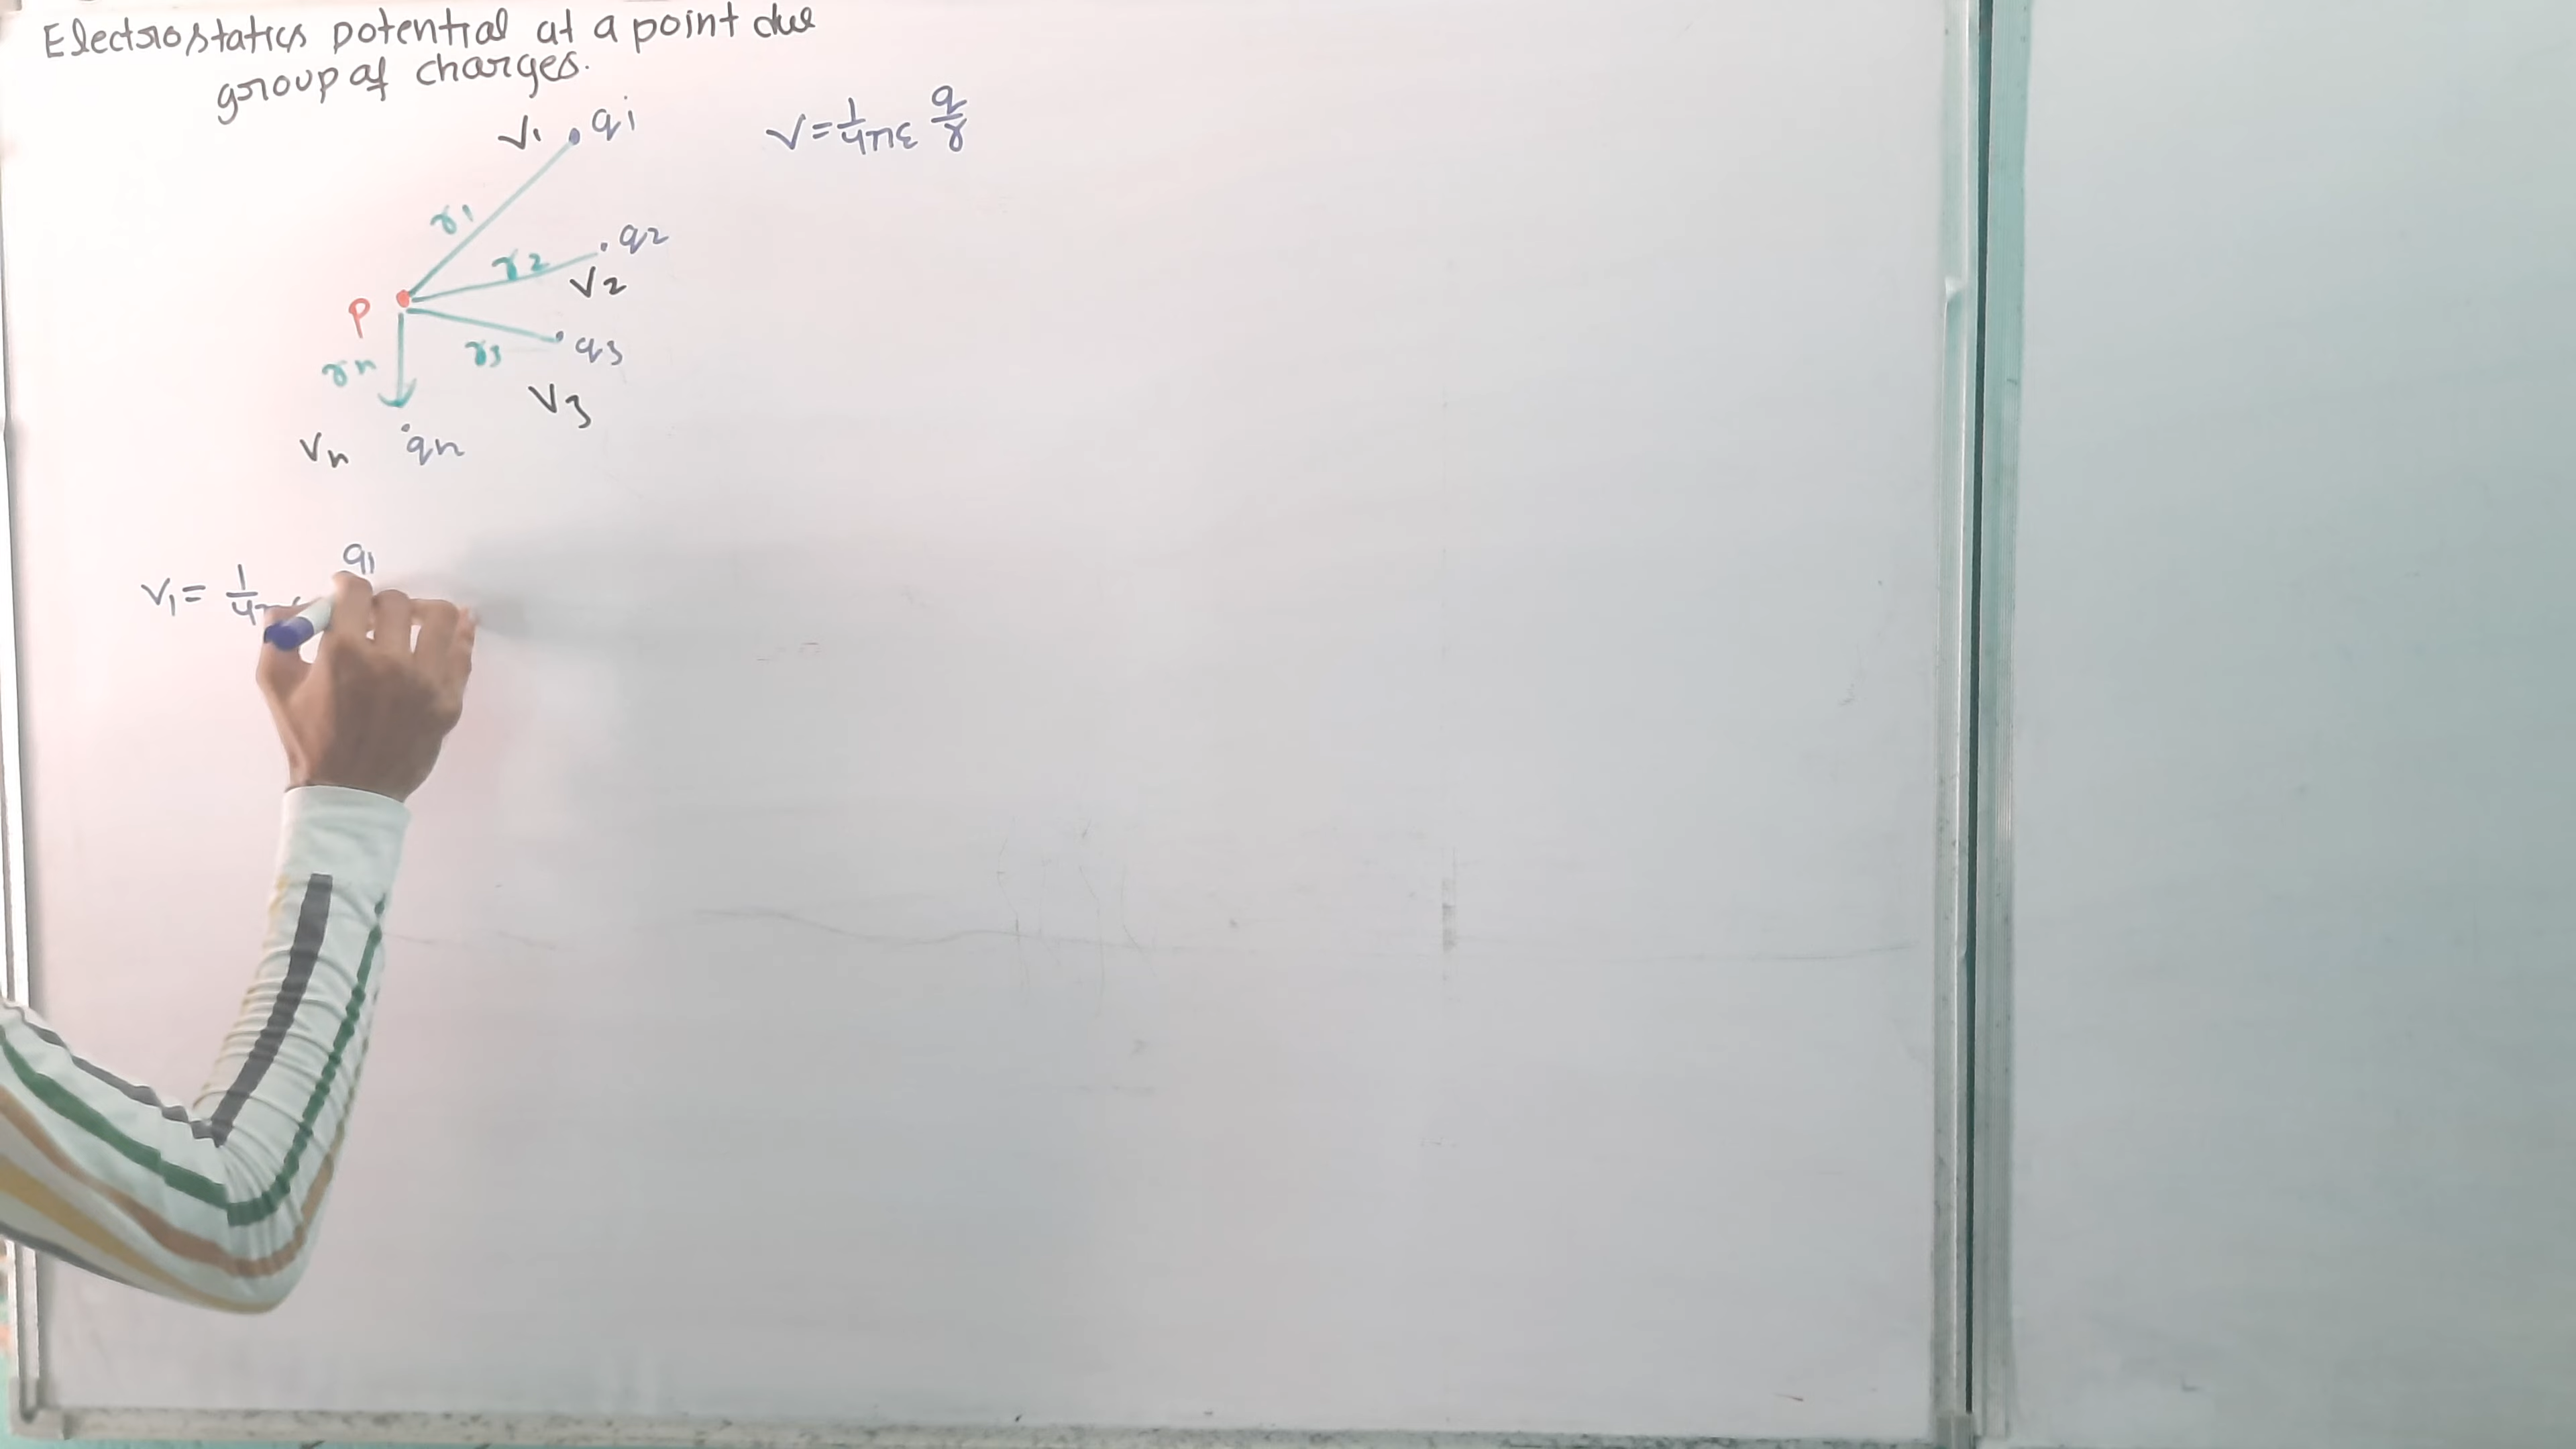 Electrostatics potential at a point due
group of charges.
V1 q1 V = 1/4πε q/r
r1
q2
r2
V2
P
r3 q3
rn
V3
Vn qn
q1
V1 = 1/4